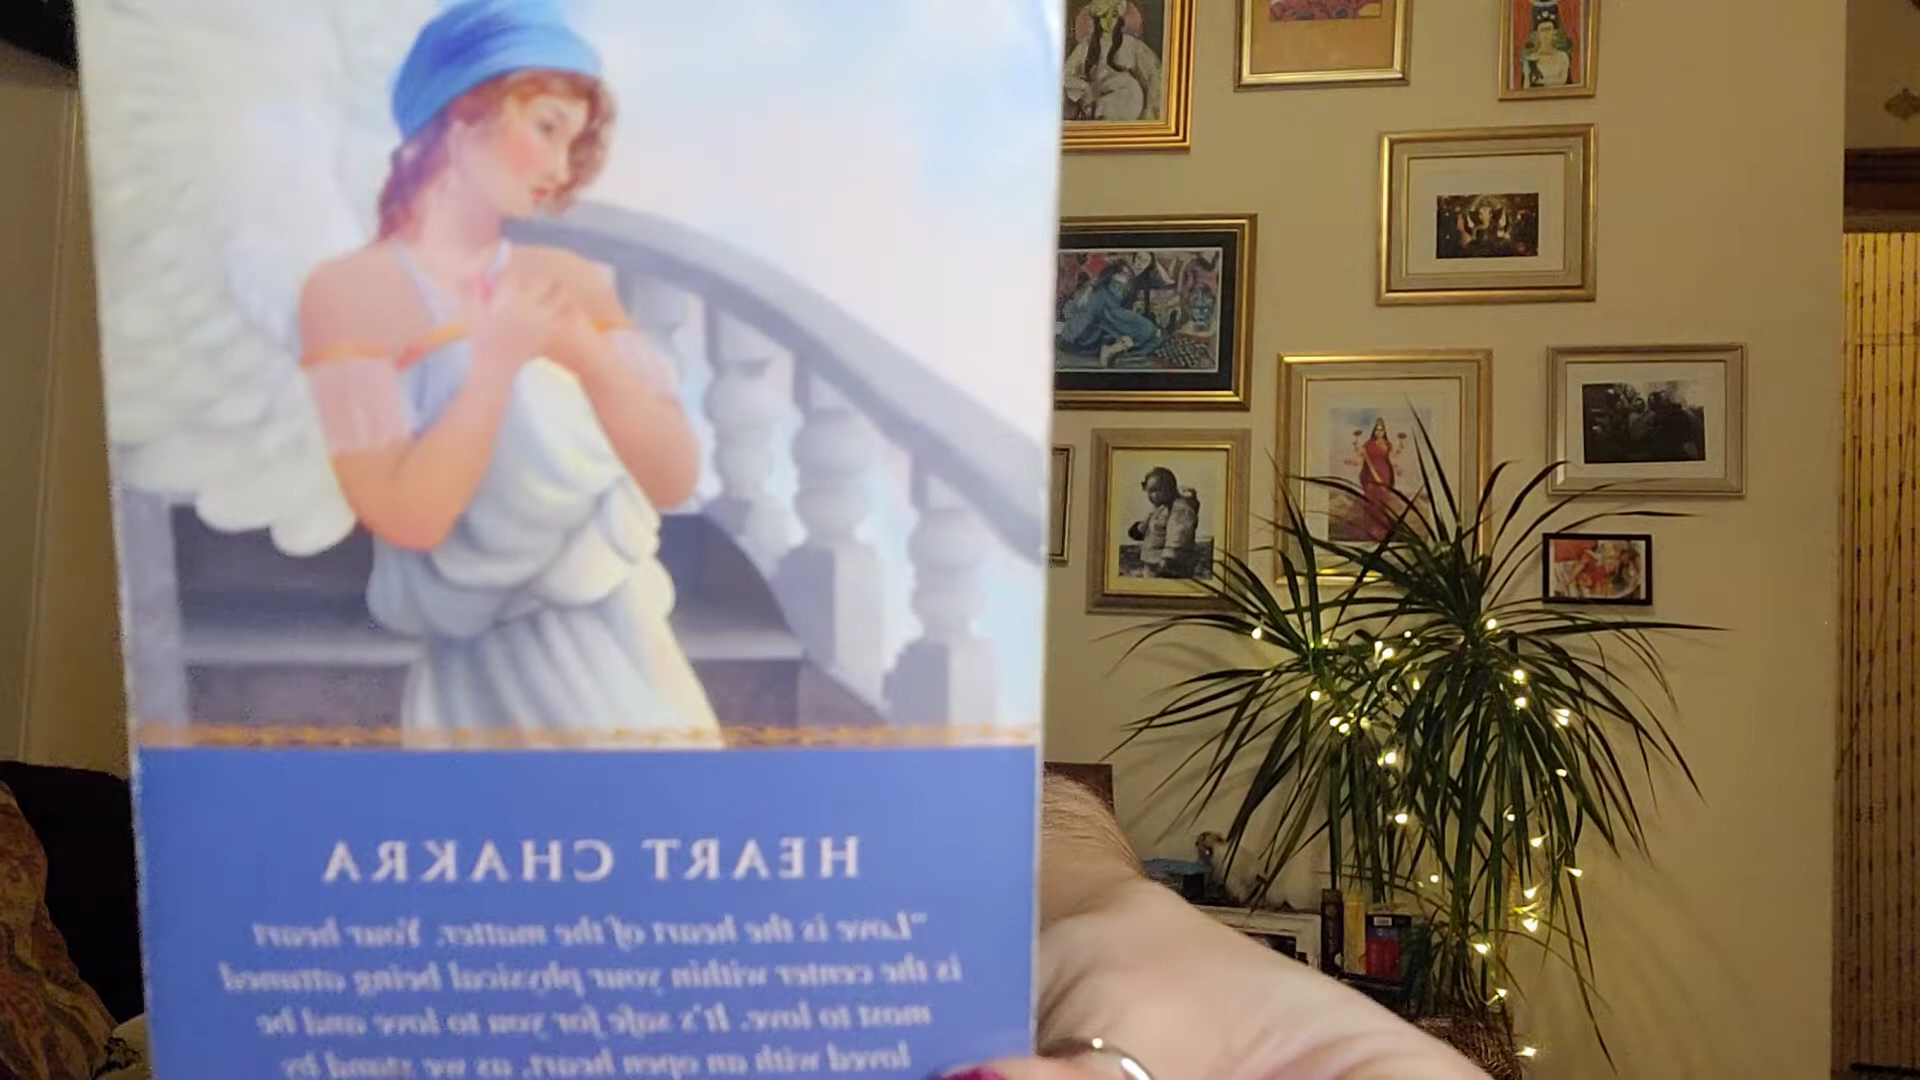 HEART CHAKRA
"Love is the heart of the matter. Your heart
is the center within your physical being attuned
most to love. It's safe for you to love and be
loved with an open heart, as we stand by